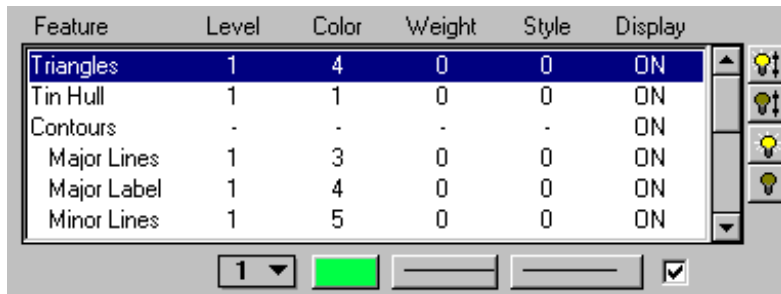 Feature Level Color Weight Style Display
Triangles 1 4 0 0 ON
Tin Hull 1 1 0 0 ON
Contours - - - - ON
Major Lines 1 3 0 0 ON
Major Label 1 4 0 0 ON
Minor Lines 1 5 0 0 ON
1